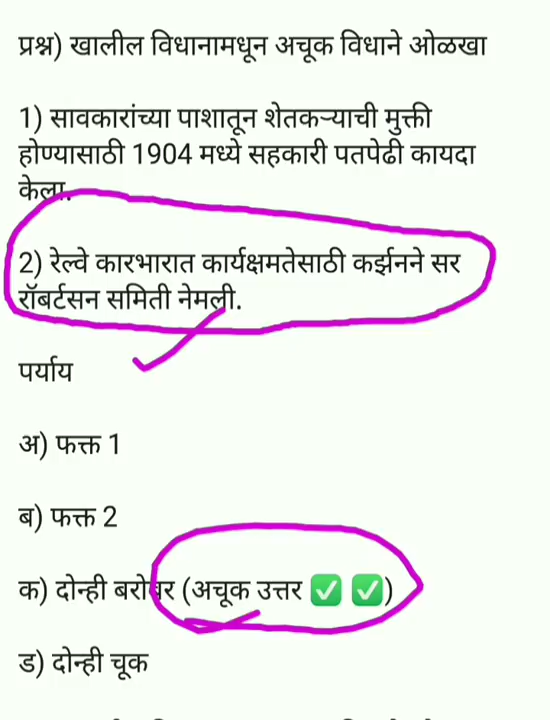 प्रश्न) खालील विधानामधून अचूक विधाने ओळखा
1) सावकारांच्या पाशातून शेतकऱ्याची मुक्ती
होण्यासाठी 1904 मध्ये सहकारी पतपेढी कायदा
केला.
2) रेल्वे कारभारात कार्यक्षमतेसाठी कर्झनने सर
रॉबर्टसन समिती नेमली.
पर्याय
अ) फक्त 1
ब) फक्त 2
क) दोन्ही बरोबर (अचूक उत्तर ✅ ✅)
ड) दोन्ही चूक